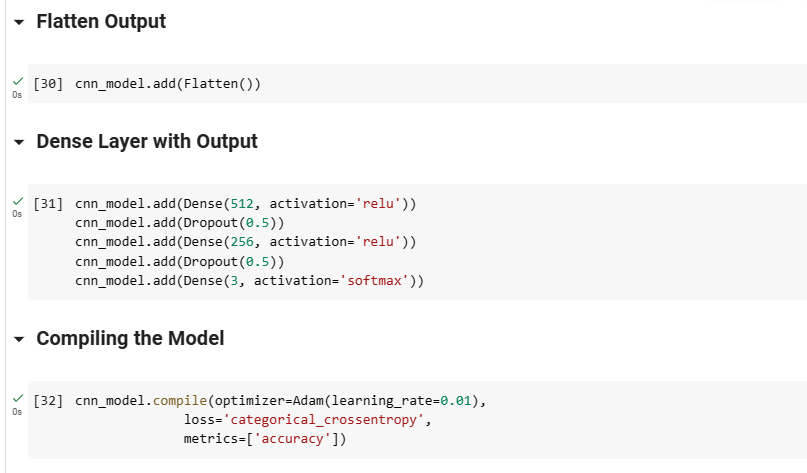 Flatten Output
[30] cnn_model.add(Flatten())
0s
Dense Layer with Output
[31] cnn_model.add(Dense(512, activation='relu'))
0s
cnn_model.add(Dropout(0.5))
cnn_model.add(Dense(256, activation='relu'))
cnn_model.add(Dropout(0.5))
cnn_model.add(Dense(3, activation='softmax'))
Compiling the Model
[32] cnn_model.compile(optimizer=Adam(learning_rate=0.01),
0s
loss='categorical_crossentropy',
metrics=['accuracy'])